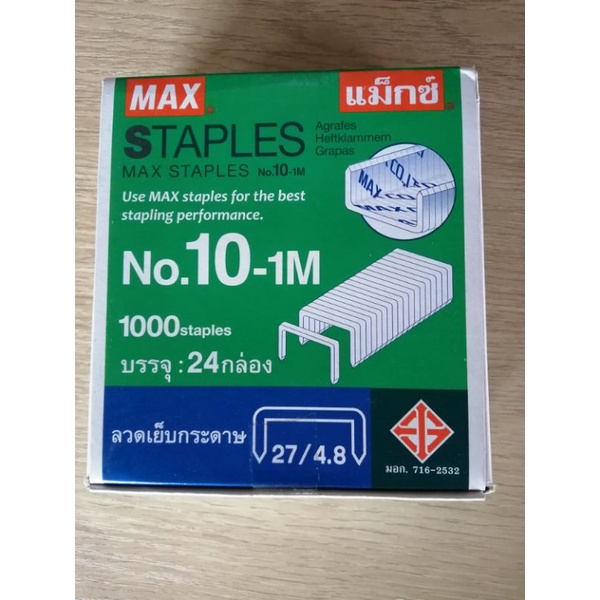 MAX
แม็กซ์
STAPLES
Agrafes
Heftklammern
Grapas
MAX STAPLES No.10-1M
Use MAX staples for the best
stapling performance.
No.10-1M
1000staples
บรรจุ : 24กล่อง
ลวดเย็บกระดาษ
27/4.8
มอก. 716-2532